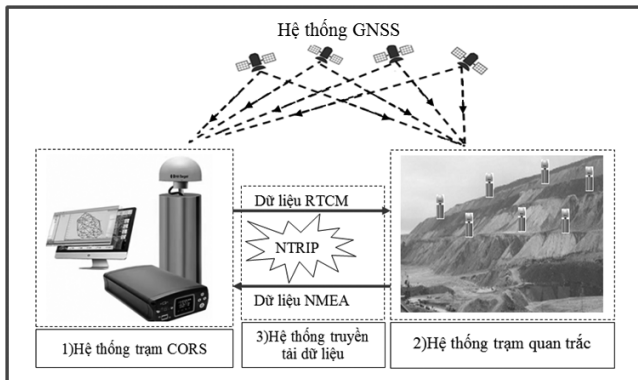 Hệ thống GNSS
Dữ liệu RTCM
NTRIP
Dữ liệu NMEA
1)Hệ thống trạm CORS
3)Hệ thống truyền
tải dữ liệu
2)Hệ thống trạm quan trắc